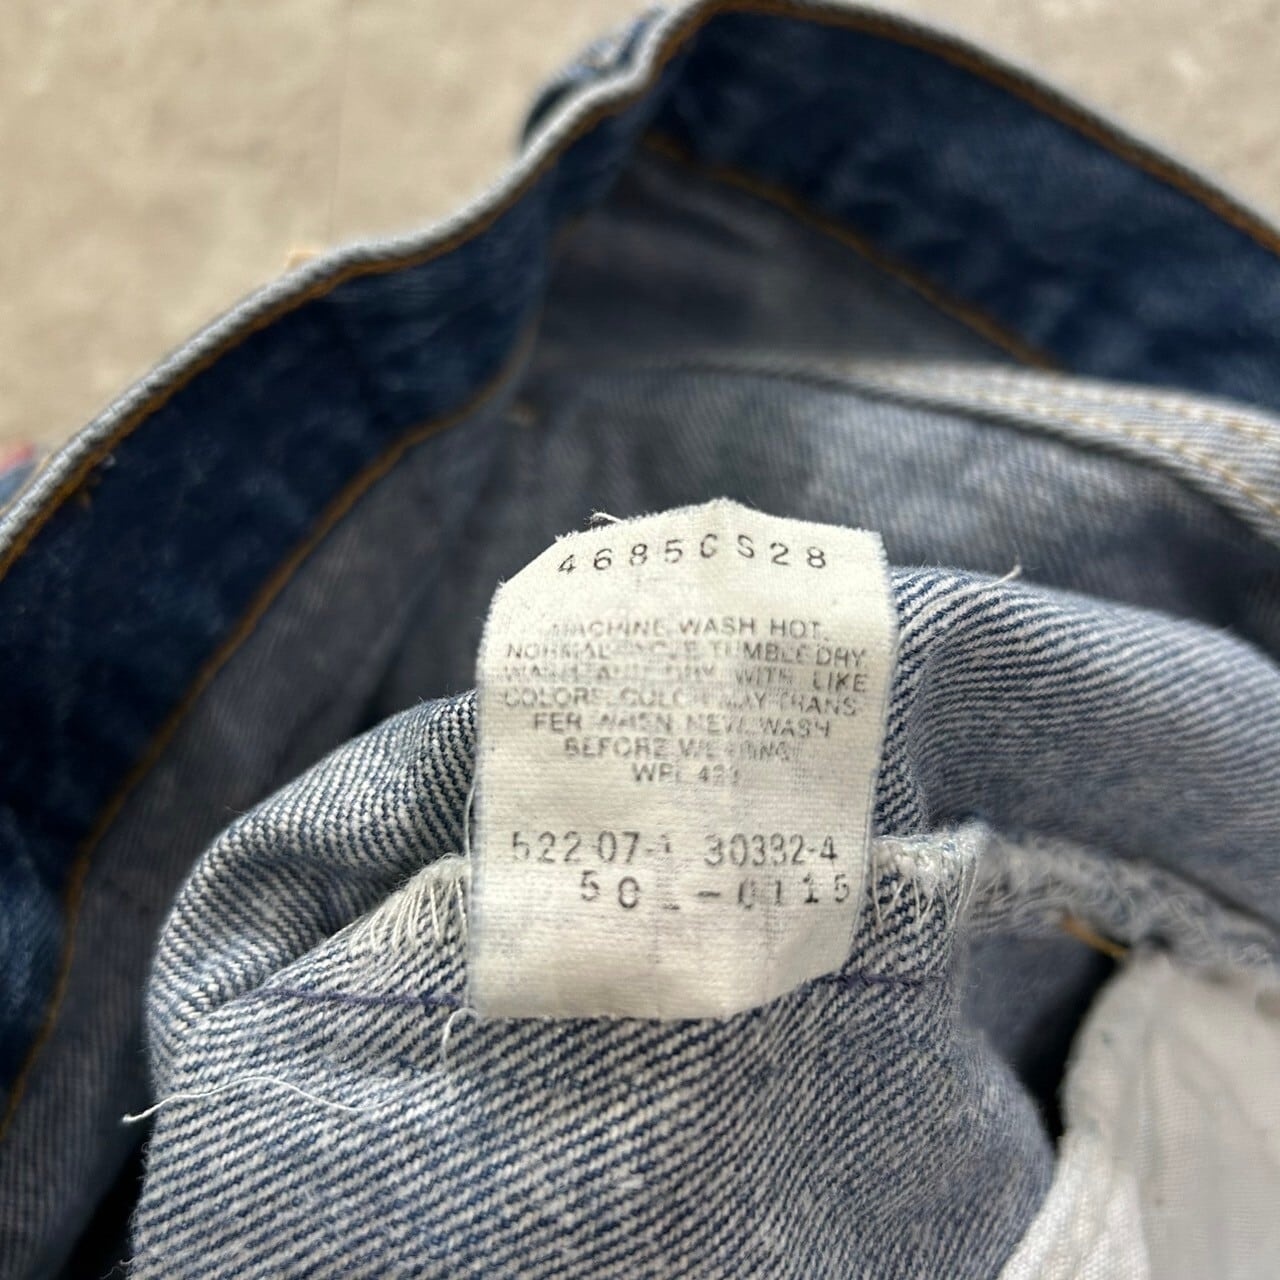 4685CS28
MACHINE WASH HOT,
NORMAL CYCLE TUMBLE DRY
WASH AND DRY WITH LIKE
COLORS COLOR MAY TRANS
FER WHEN NEW. WASH
BEFORE WEARING
WPL 423
522 07-1 30332-4
50 -0115